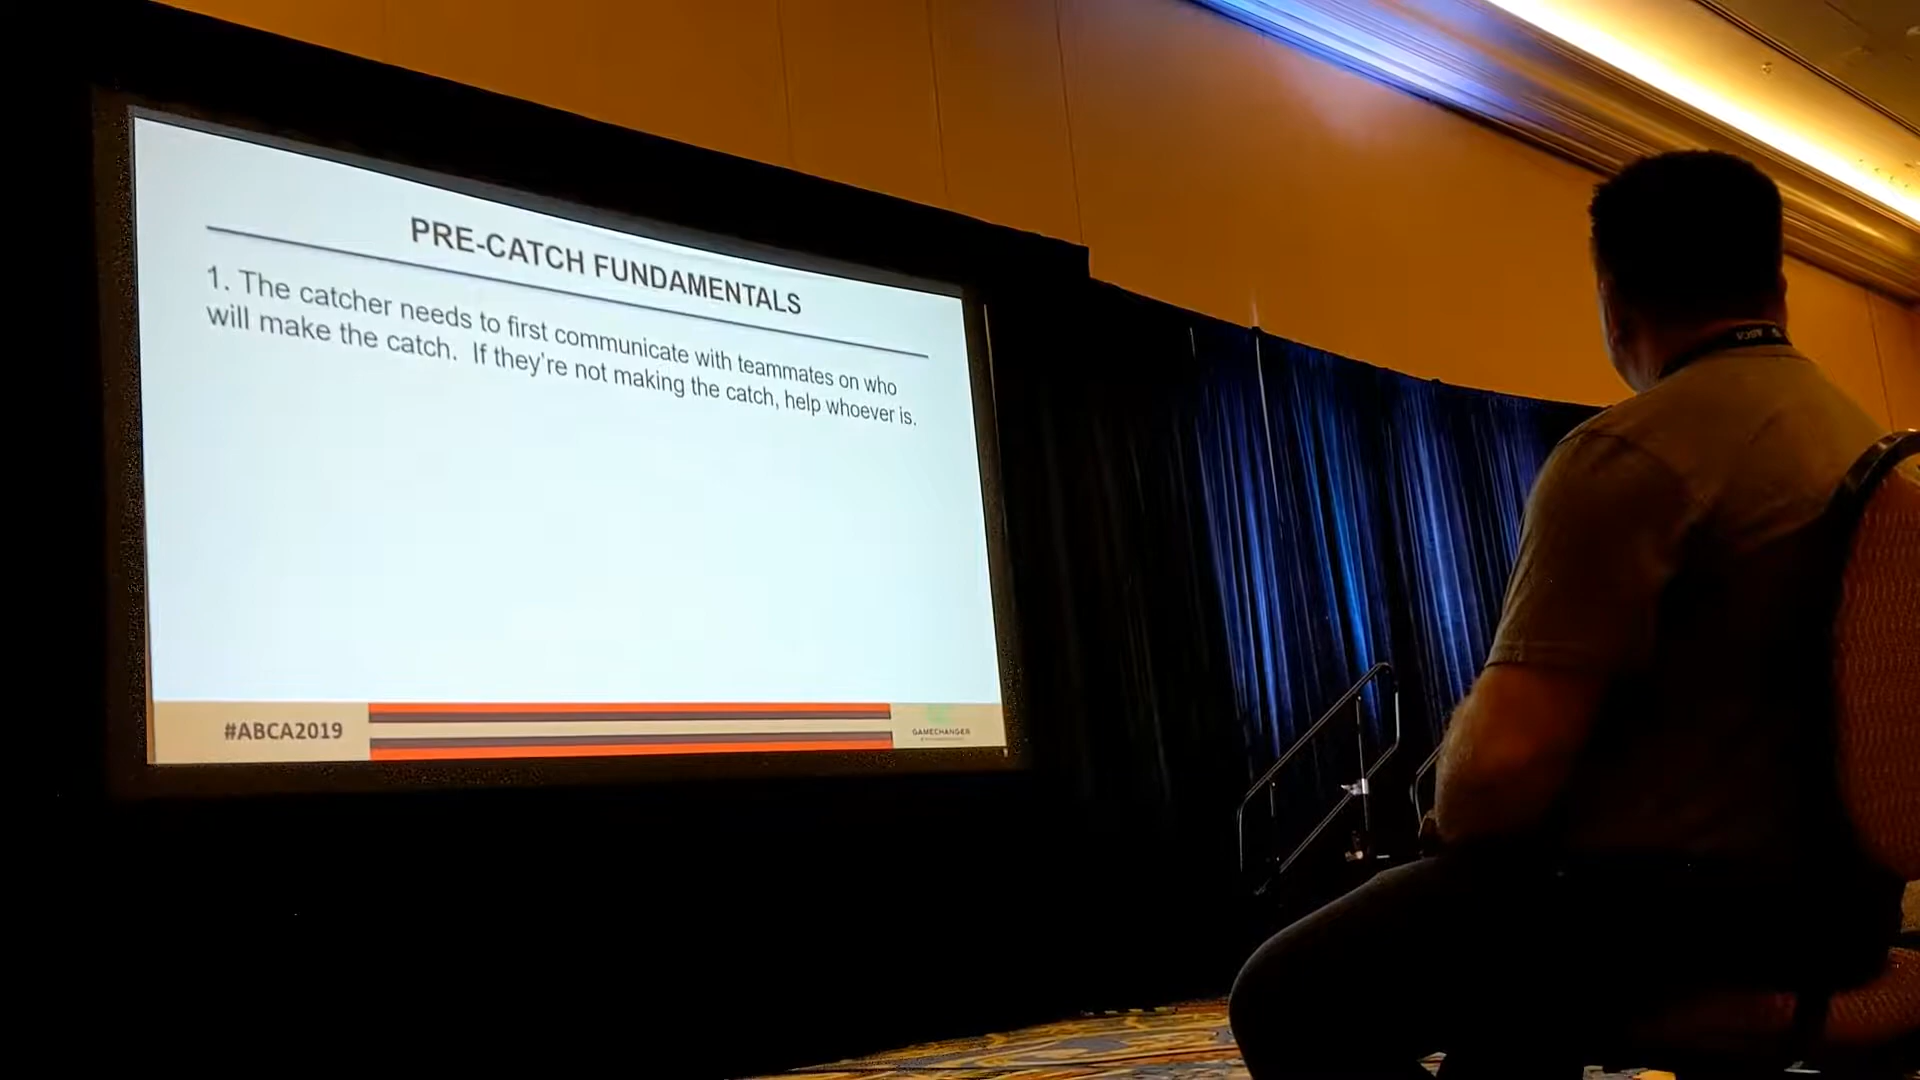 PRE-CATCH FUNDAMENTALS
1. The catcher needs to first communicate with teammates on who
will make the catch.  If they're not making the catch, help whoever is.
#ABCA2019
GAMECHANGER
ABCA